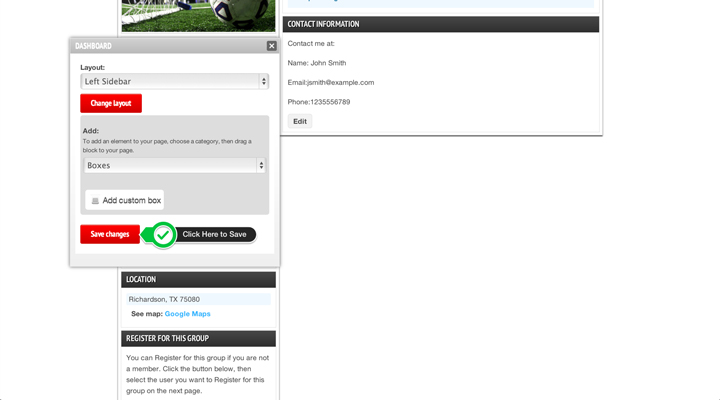 CONTACT INFORMATION
Contact me at:
Name: John Smith
Email:jsmith@example.com
Phone:1235556789
Edit
DASHBOARD
Layout:
Left Sidebar
Change layout
Add:
To add an element to your page, choose a category, then drag a
block to your page.
Boxes
Add custom box
Save changes
Click Here to Save
LOCATION
Richardson, TX 75080
See map: Google Maps
REGISTER FOR THIS GROUP
You can Register for this group if you are not
a member. Click the button below, then
select the user you want to Register for this
group on the next page.